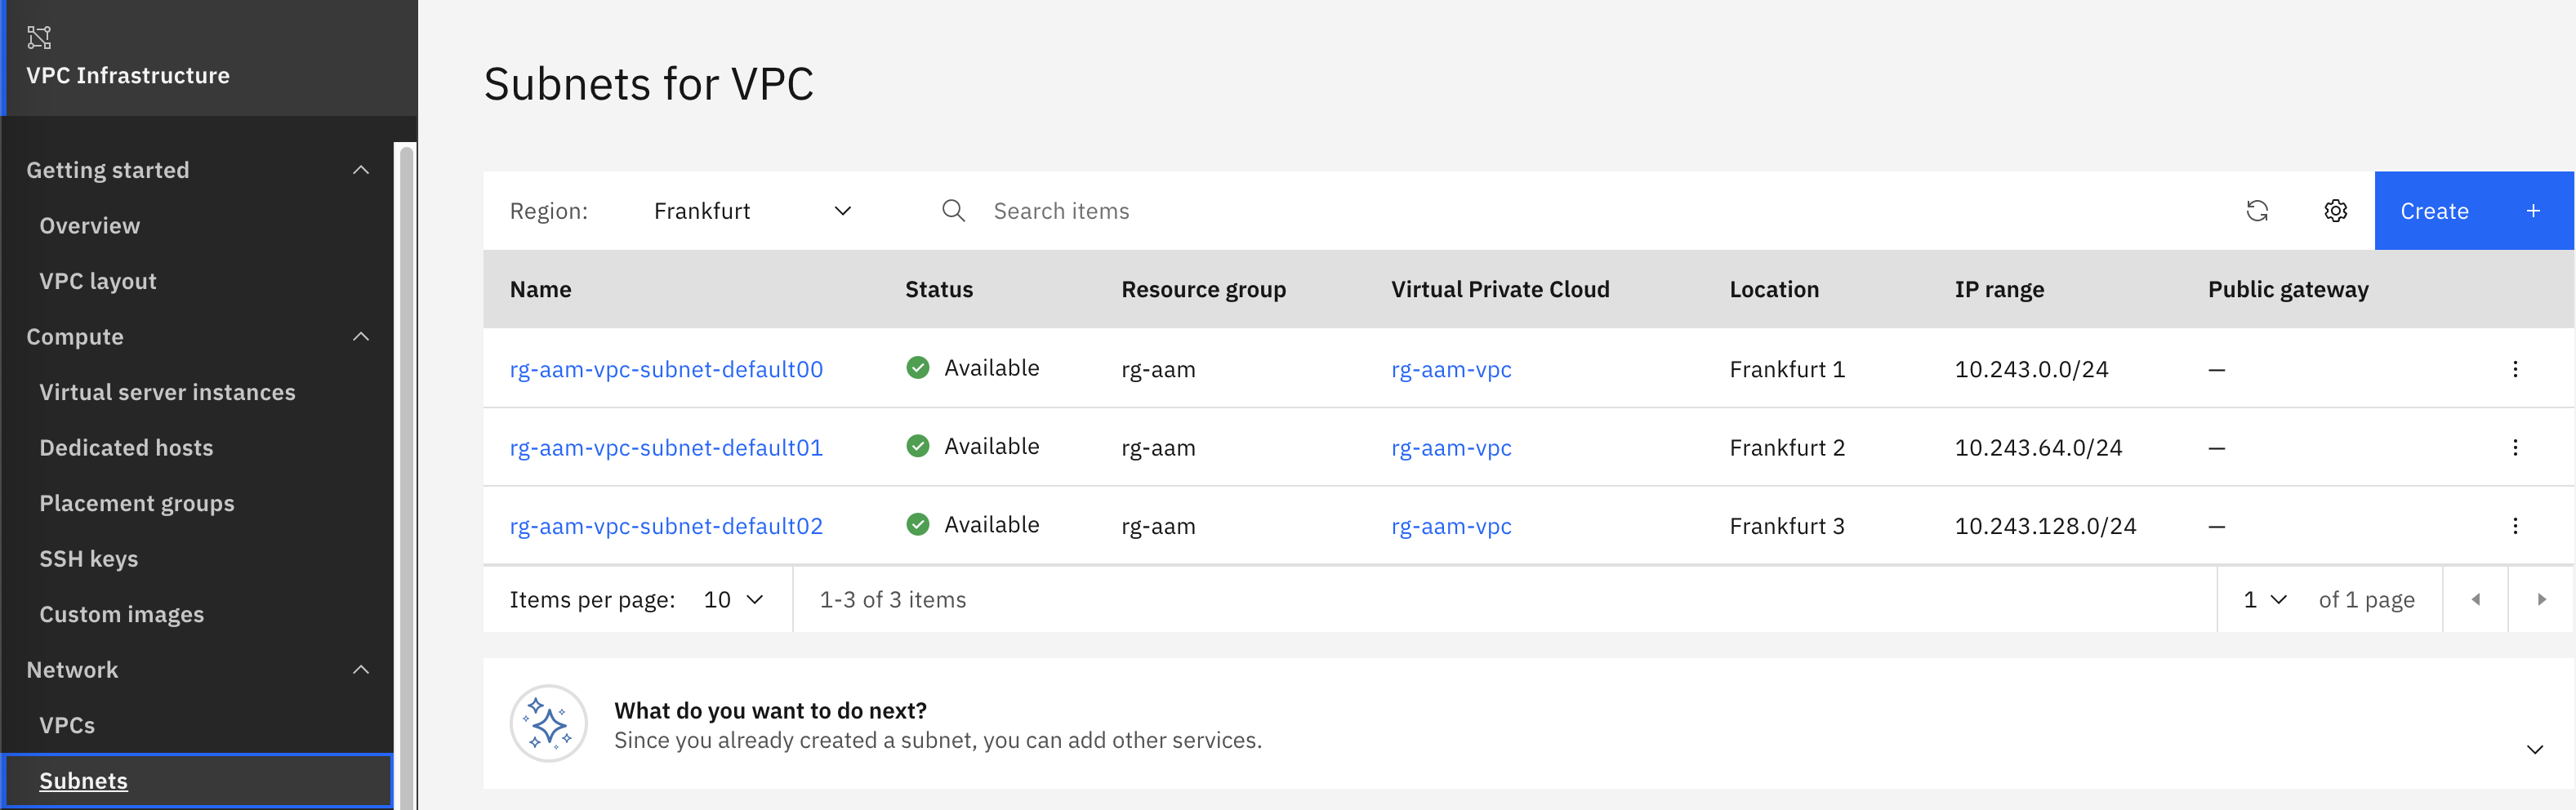 VPC Infrastructure
Getting started
Overview
VPC layout
Compute
Virtual server instances
Dedicated hosts
Placement groups
SSH keys
Custom images
Network
VPCs
Subnets
Subnets for VPC
Region: Frankfurt Search items Create +
Name Status Resource group Virtual Private Cloud Location IP range Public gateway
rg-aam-vpc-subnet-default00 Available rg-aam rg-aam-vpc Frankfurt 1 10.243.0.0/24 –
rg-aam-vpc-subnet-default01 Available rg-aam rg-aam-vpc Frankfurt 2 10.243.64.0/24 –
rg-aam-vpc-subnet-default02 Available rg-aam rg-aam-vpc Frankfurt 3 10.243.128.0/24 –
Items per page: 10 1-3 of 3 items 1 of 1 page
What do you want to do next?
Since you already created a subnet, you can add other services.